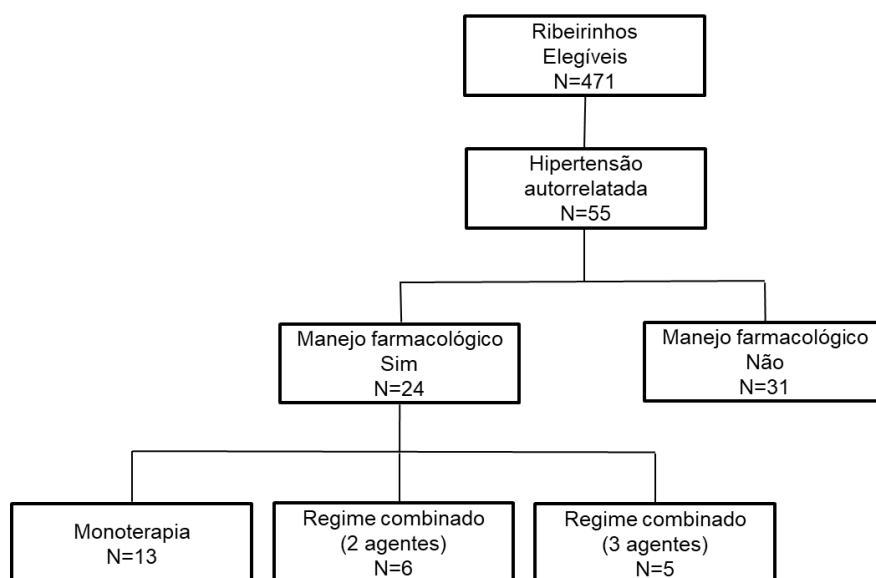 Ribeirinhos
Elegíveis
N=471
Hipertensão
autorrelatada
N=55
Manejo farmacológico
Sim
N=24
Manejo farmacológico
Não
N=31
Monoterapia
N=13
Regime combinado
(2 agentes)
N=6
Regime combinado
(3 agentes)
N=5